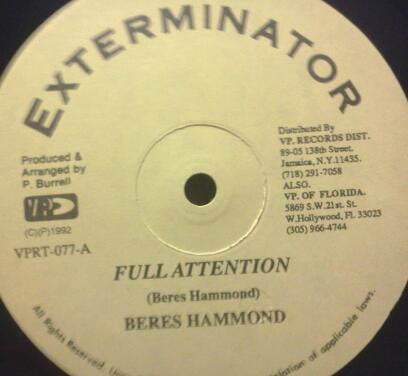 EXTERMINATOR
Produced &
Arranged by
P. Burrell
VP
(C)(P)1992
VPRT-077-A
Distributed By
VP. RECORDS DIST.
89-05 138th Street.
Jamaica, N.Y.11435.
(718) 291-7058
ALSO.
VP. OF FLORIDA.
5869 S.W.21st. St.
W.Hollywood, Fl. 33023
(305) 966-4744
FULL ATTENTION
(Beres Hammond)
BERES HAMMOND
All Rights Reserved. of applicable laws.